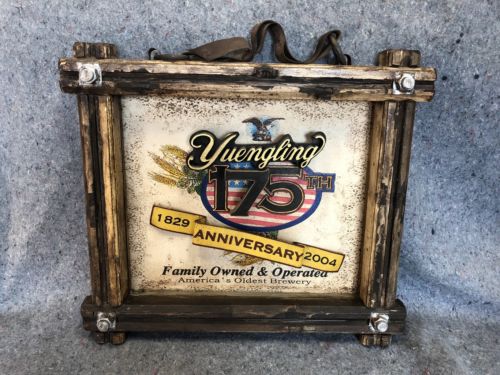 Yuengling
175TH
1829 ANNIVERSARY 2004
Family Owned & Operated
America's Oldest Brewery